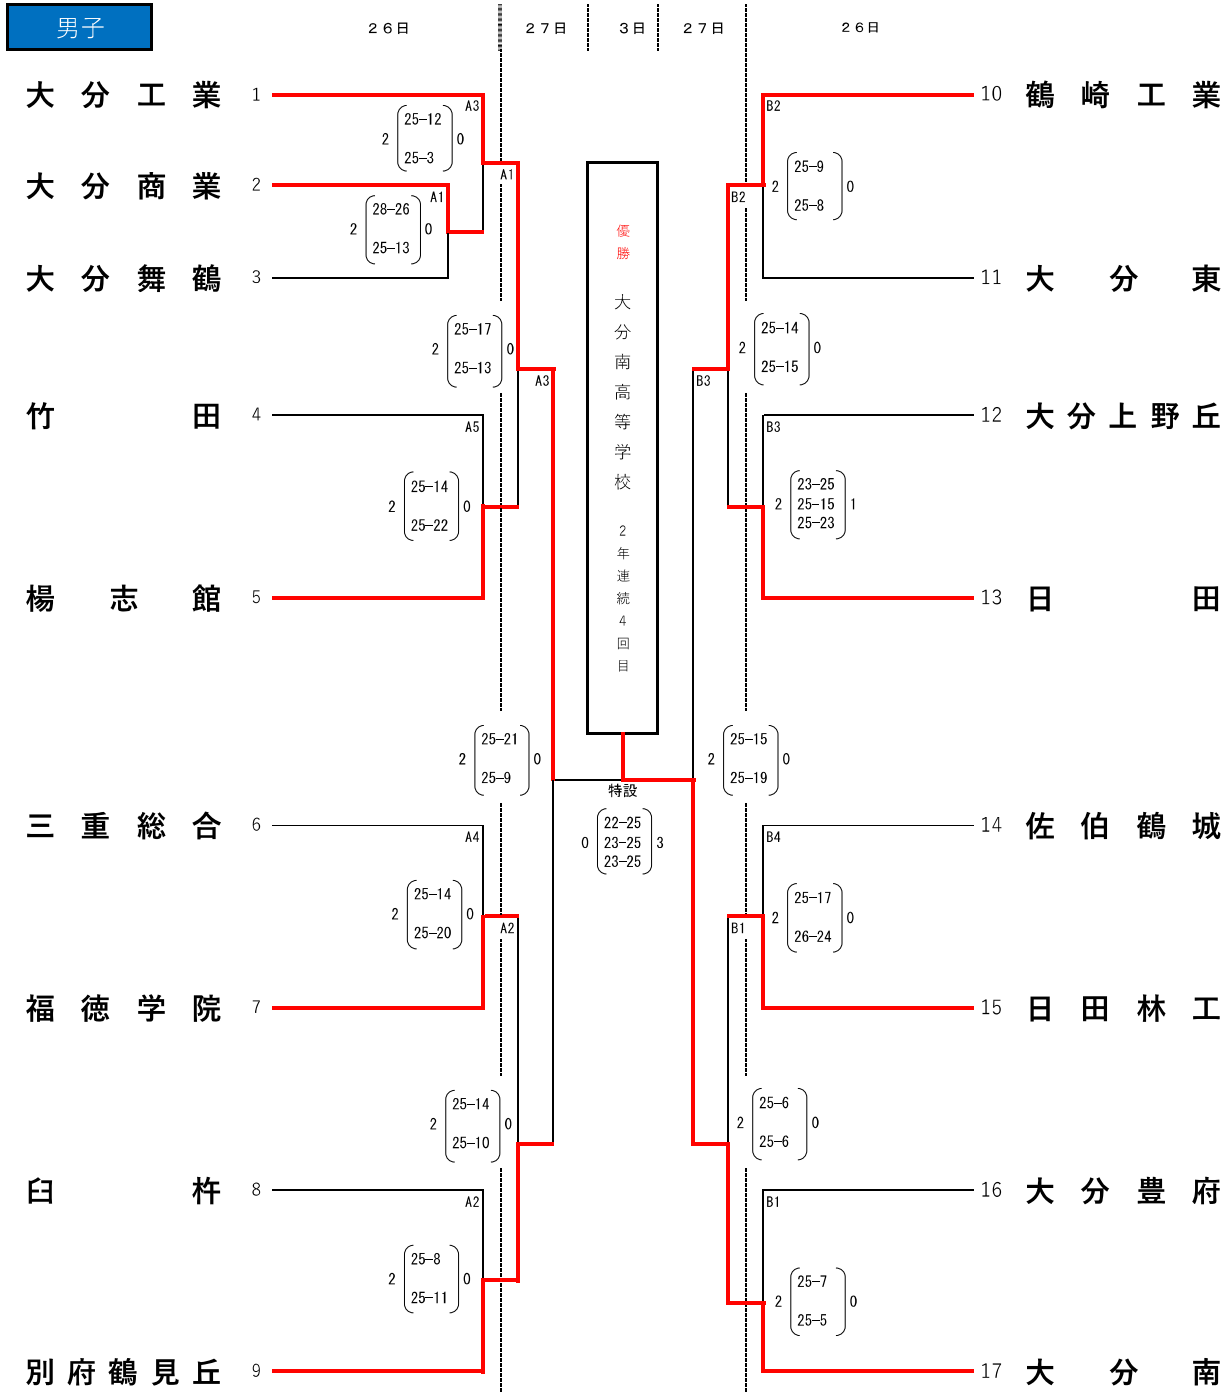 男子
26日 27日 3日 27日 26日
大分工業 1
A3
2 25-12 0
25-3
大分商業 2
A1
A1
2 28-26 0
25-13
大分舞鶴 3
2 25-17 0
25-13
A3
竹田 4
A5
2 25-14 0
25-22
楊志館 5
2 25-21 0
25-9
三重総合 6
A4
2 25-14 0
25-20
A2
福徳学院 7
2 25-14 0
25-10
臼杵 8
A2
2 25-8 0
25-11
別府鶴見丘 9
優勝
大分南高等学校
2年連続4回目
特設
22-25
0 23-25 3
23-25
10 鶴崎工業
B2
2 25-9 0
25-8
B2
11 大分東
2 25-14 0
25-15
B3
12 大分上野丘
B3
23-25
2 25-15 1
25-23
13 日田
2 25-15 0
25-19
14 佐伯鶴城
B4
2 25-17 0
26-24
B1
15 日田林工
2 25-6 0
25-6
16 大分豊府
B1
2 25-7 0
25-5
17 大分南